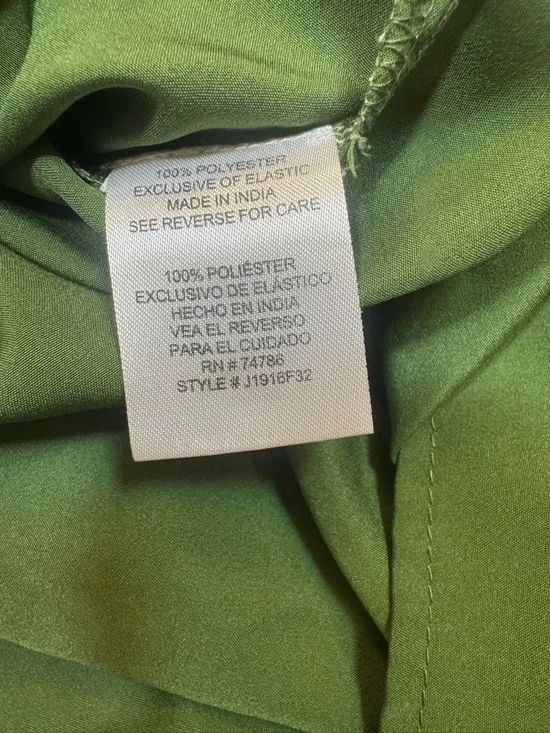 100% POLYESTER
EXCLUSIVE OF ELASTIC
MADE IN INDIA
SEE REVERSE FOR CARE
100% POLIÉSTER
EXCLUSIVO DE ELÁSTICO
HECHO EN INDIA
VEA EL REVERSO
PARA EL CUIDADO
RN # 74786
STYLE # J1916F32